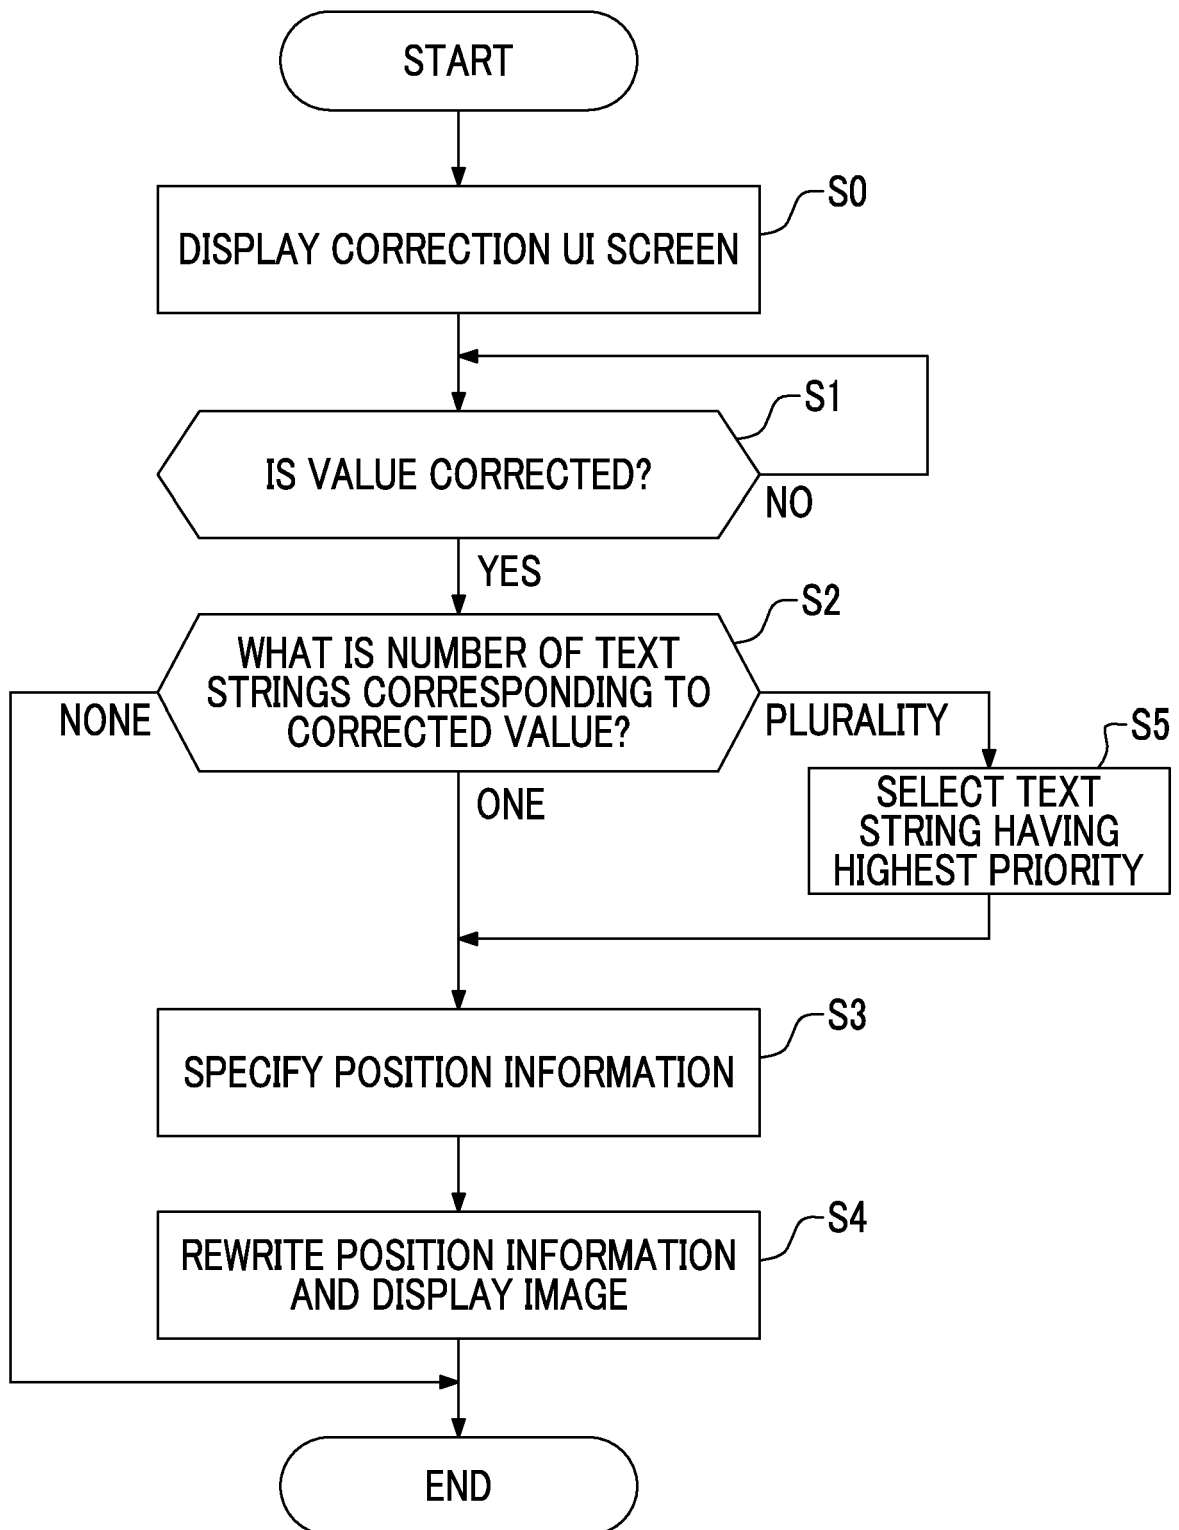 START
S0
DISPLAY CORRECTION UI SCREEN
S1
IS VALUE CORRECTED?
NO
YES
S2
WHAT IS NUMBER OF TEXT
STRINGS CORRESPONDING TO
CORRECTED VALUE?
NONE
PLURALITY
ONE
S5
SELECT TEXT
STRING HAVING
HIGHEST PRIORITY
S3
SPECIFY POSITION INFORMATION
S4
REWRITE POSITION INFORMATION
AND DISPLAY IMAGE
END